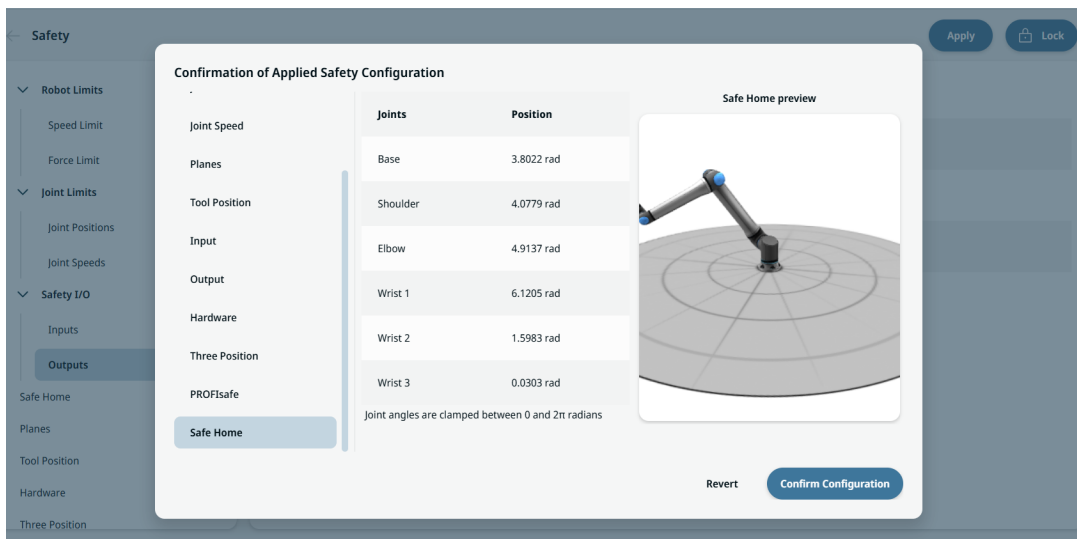 Safety
Apply
Lock
Robot Limits
Speed Limit
Force Limit
Joint Limits
Joint Positions
Joint Speeds
Safety I/O
Inputs
Outputs
Safe Home
Planes
Tool Position
Hardware
Three Position
Confirmation of Applied Safety Configuration
Joint Speed
Planes
Tool Position
Input
Output
Hardware
Three Position
PROFIsafe
Safe Home
Joints Position
Base 3.8022 rad
Shoulder 4.0779 rad
Elbow 4.9137 rad
Wrist 1 6.1205 rad
Wrist 2 1.5983 rad
Wrist 3 0.0303 rad
Joint angles are clamped between 0 and 2π radians
Safe Home preview
Revert
Confirm Configuration